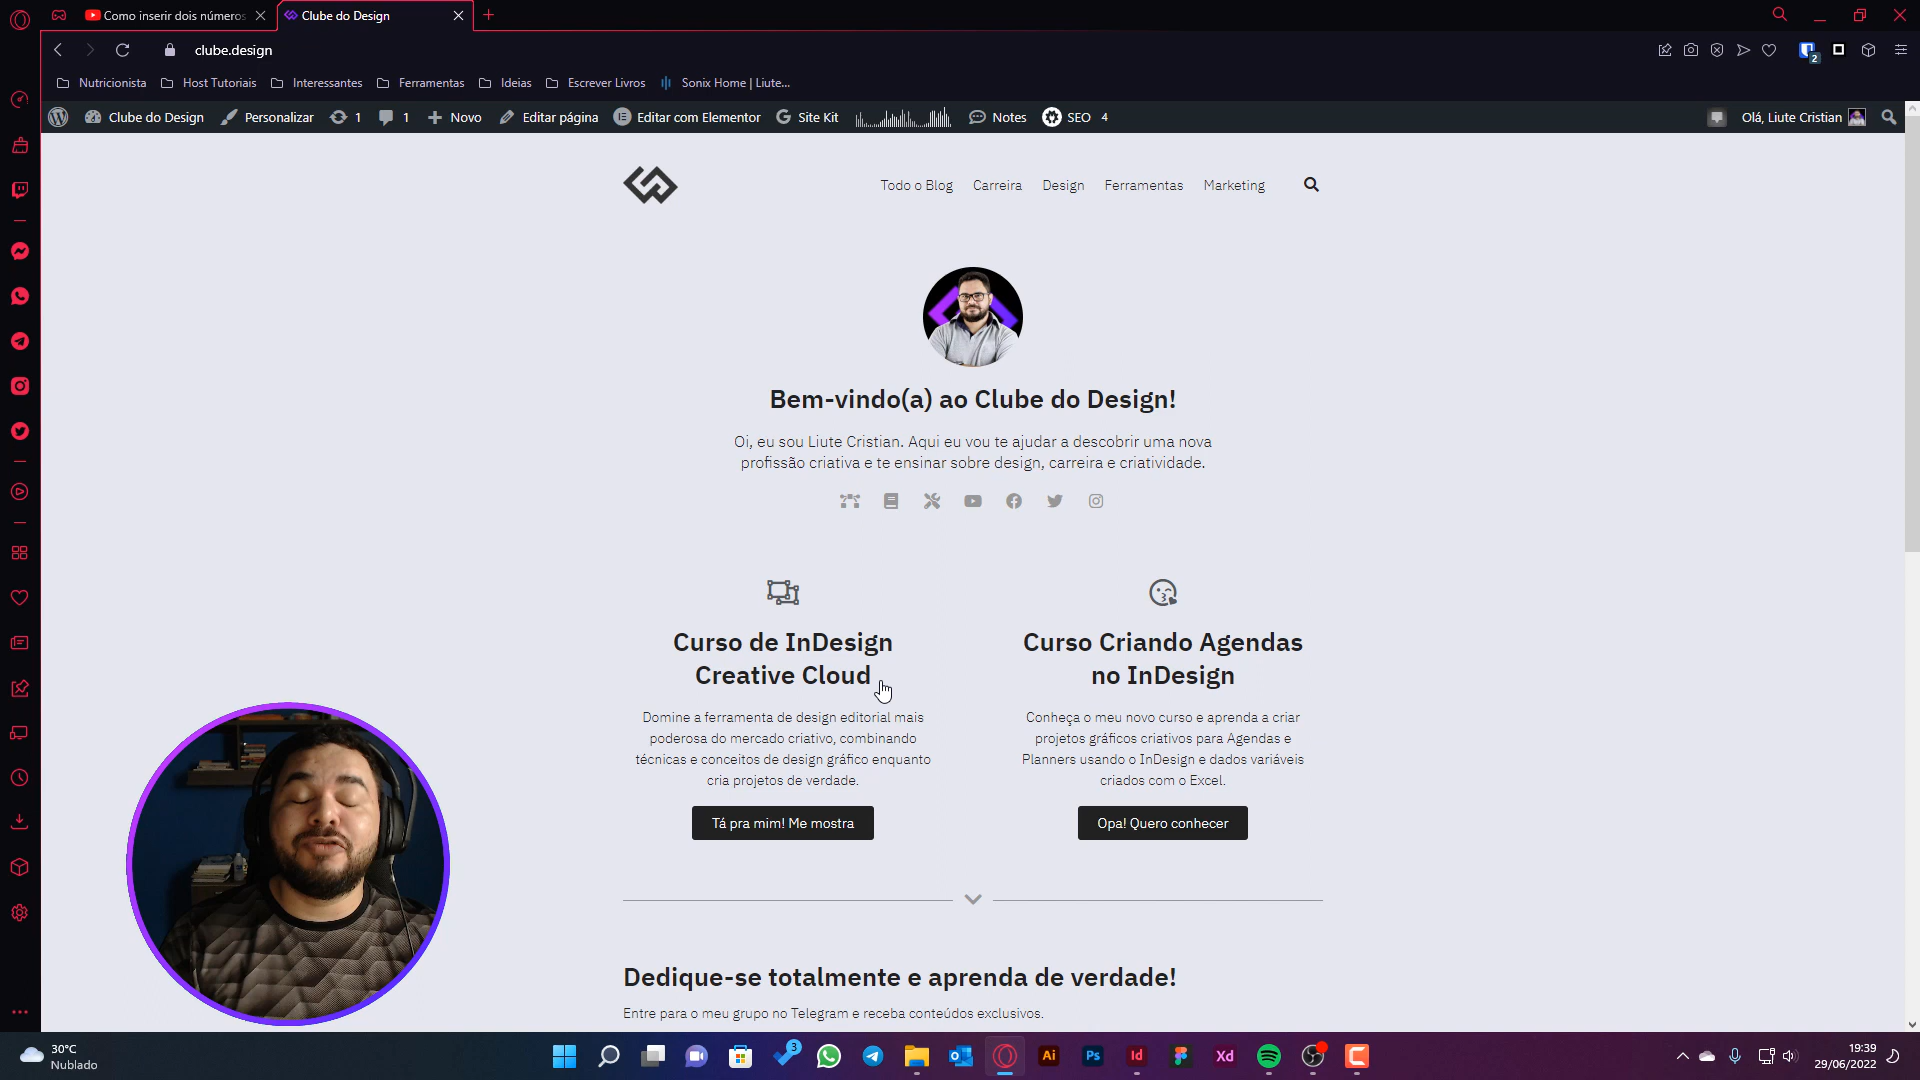 Como inserir dois números
Clube do Design
clube.design
2
Nutricionista
Host Tutoriais
Interessantes
Ferramentas
Ideias
Escrever Livros
Sonix Home | Liute...
Clube do Design
Personalizar
1
1
Novo
Editar página
Editar com Elementor
Site Kit
Notes
SEO
4
Olá, Liute Cristian
Todo o Blog
Carreira
Design
Ferramentas
Marketing
Bem-vindo(a) ao Clube do Design!
Oi, eu sou Liute Cristian. Aqui eu vou te ajudar a descobrir uma nova
profissão criativa e te ensinar sobre design, carreira e criatividade.
Curso de InDesign
Creative Cloud
Domine a ferramenta de design editorial mais
poderosa do mercado criativo, combinando
técnicas e conceitos de design gráfico enquanto
cria projetos de verdade.
Tá pra mim! Me mostra
Curso Criando Agendas
no InDesign
Conheça o meu novo curso e aprenda a criar
projetos gráficos criativos para Agendas e
Planners usando o InDesign e dados variáveis
criados com o Excel.
Opa! Quero conhecer
Dedique-se totalmente e aprenda de verdade!
Entre para o meu grupo no Telegram e receba conteúdos exclusivos.
30°C
Nublado
3
Ai
Ps
Id
Xd
19:39
29/06/2022